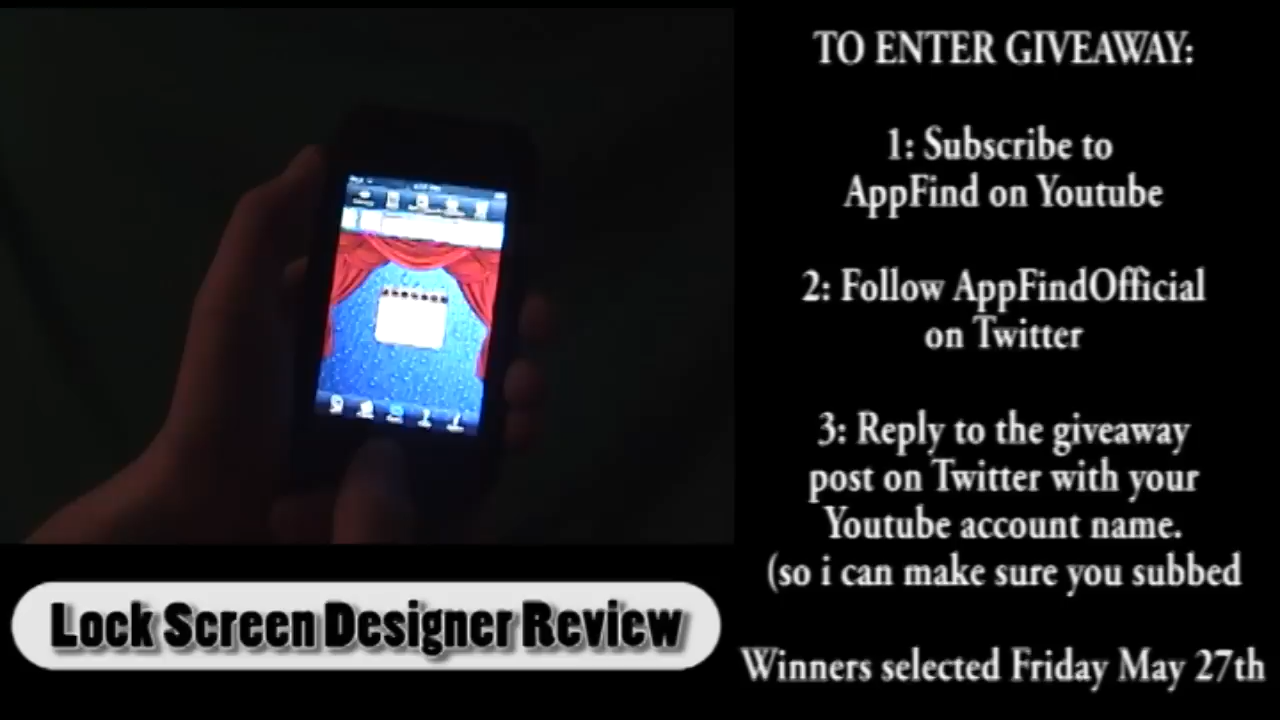 TO ENTER GIVEAWAY:
1: Subscribe to
AppFind on Youtube
2: Follow AppFindOfficial
on Twitter
3: Reply to the giveaway
post on Twitter with your
Youtube account name.
(so i can make sure you subbed
Winners selected Friday May 27th
Lock Screen Designer Review